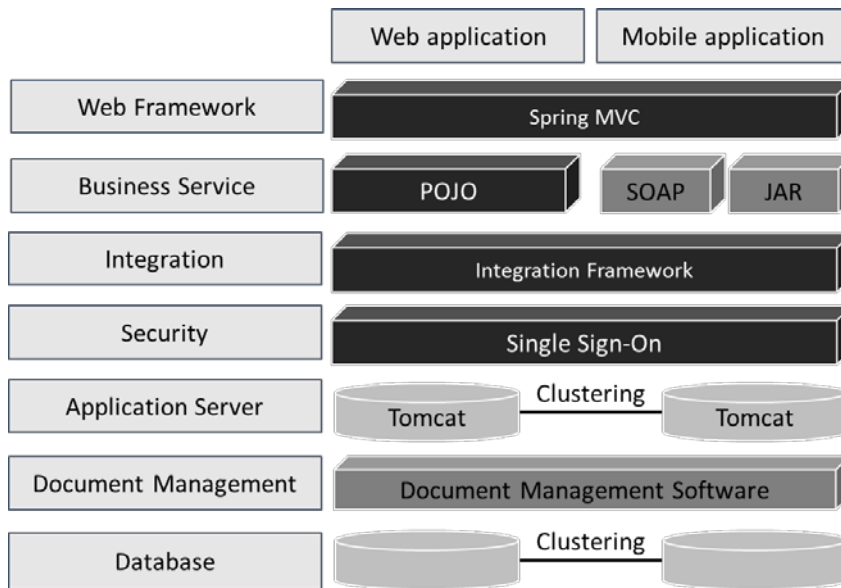 Web application
Mobile application
Web Framework
Spring MVC
Business Service
POJO
SOAP
JAR
Integration
Integration Framework
Security
Single Sign-On
Application Server
Tomcat
Clustering
Tomcat
Document Management
Document Management Software
Database
Clustering